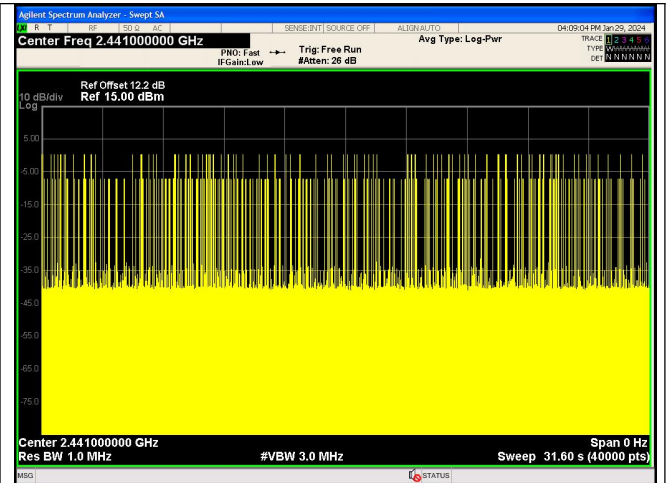 Agilent Spectrum Analyzer - Swept SA
R T RF 50 Ω AC SENSE:INT SOURCE OFF ALIGN AUTO 04:09:04 PM Jan 29, 2024
Center Freq 2.441000000 GHz
PNO: Fast
IFGain:Low
Trig: Free Run
#Atten: 26 dB
Avg Type: Log-Pwr
TRACE 1 2 3 4 5 6
TYPE W
DET N N N N N N
Ref Offset 12.2 dB
10 dB/div Ref 15.00 dBm
Log
5.00
-5.00
-15.0
-25.0
-35.0
-45.0
-55.0
-65.0
-75.0
Center 2.441000000 GHz Span 0 Hz
Res BW 1.0 MHz #VBW 3.0 MHz Sweep 31.60 s (40000 pts)
MSG STATUS